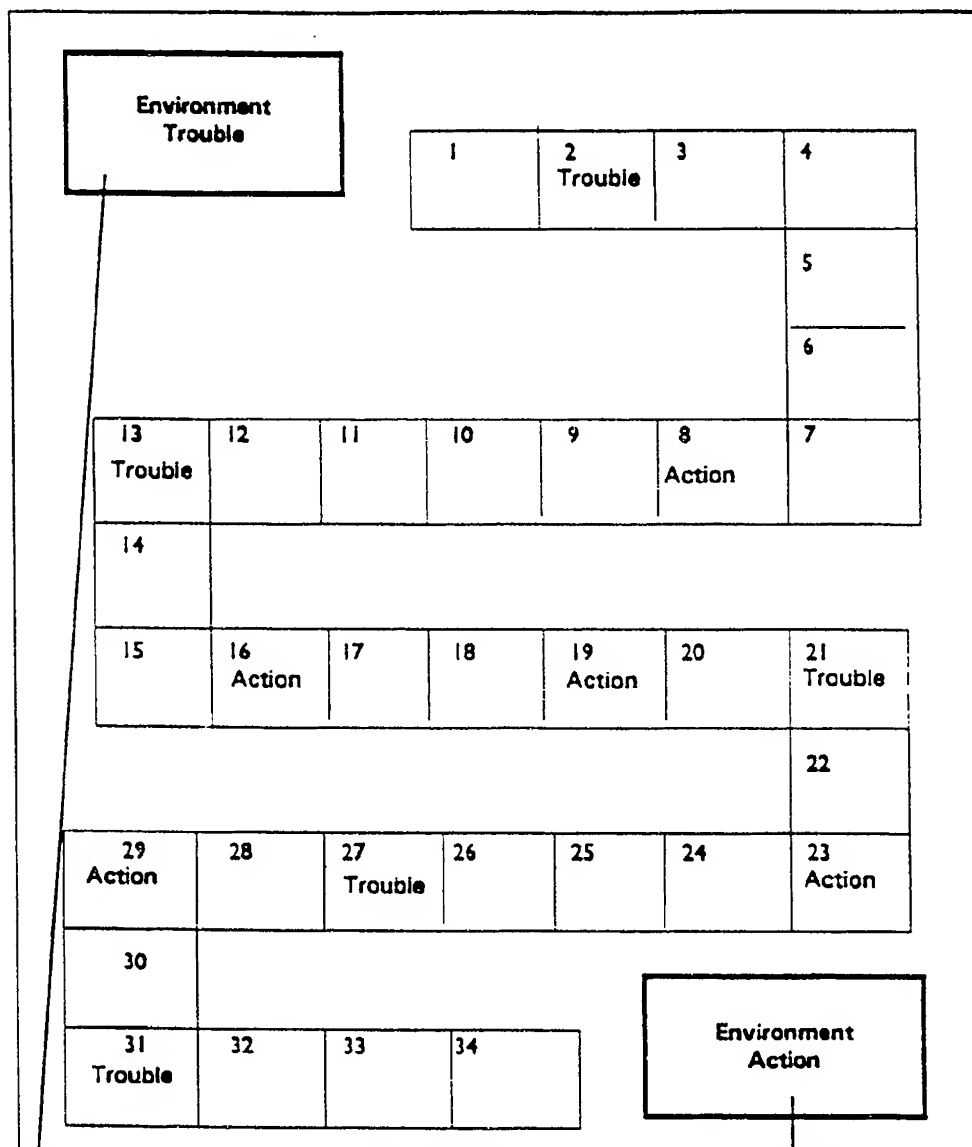 Environment
Trouble
1 2 3 4
Trouble
5
6
13 12 11 10 9 8 7
Trouble Action
14
15 16 17 18 19 20 21
Action Action Trouble
22
29 28 27 26 25 24 23
Action Trouble Action
30
31 32 33 34
Trouble
Environment
Action